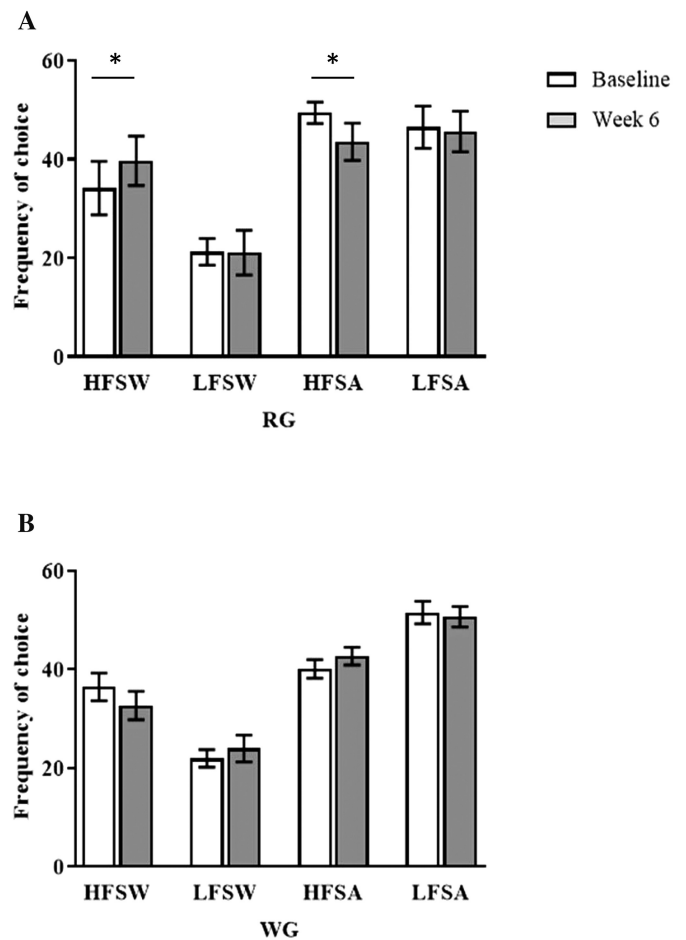 A
* *
60
40
20
0
Frequency of choice
Baseline
Week 6
HFSW LFSW HFSA LFSA
RG
B
60
40
20
0
Frequency of choice
HFSW LFSW HFSA LFSA
WG